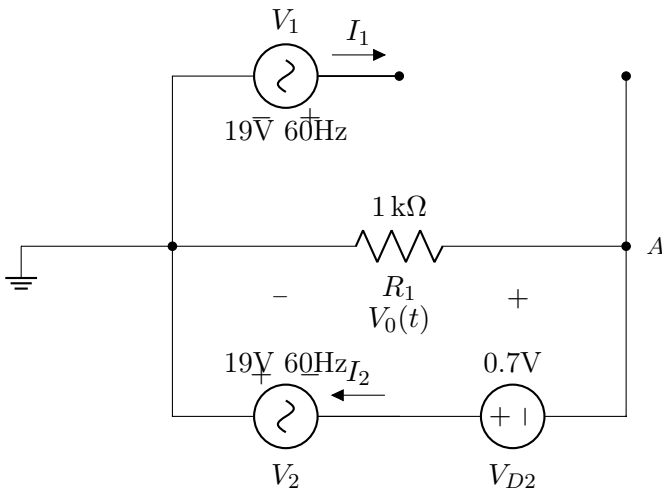 V1
I1
− +
19V 60Hz
1 kΩ
A
R1
− +
V0(t)
19V 60Hz
0.7V
+ −
I2
+ −
V2
VD2